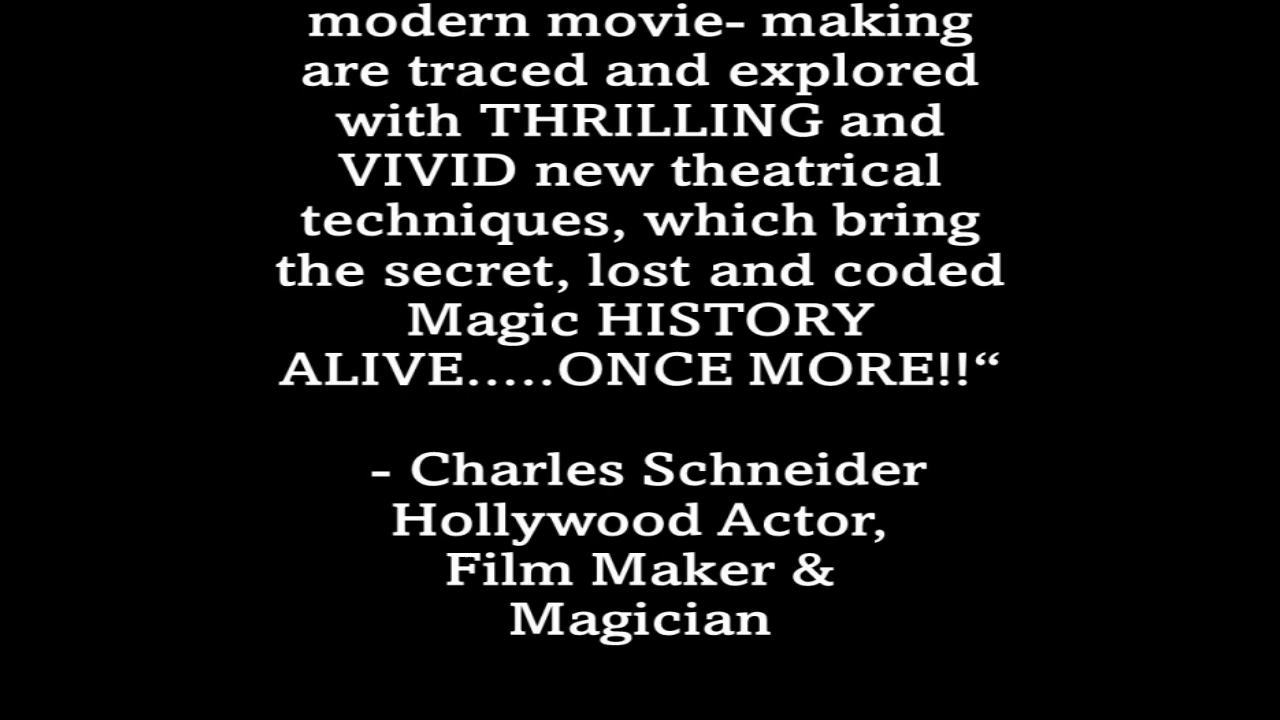 modern movie- making
are traced and explored
with THRILLING and
VIVID new theatrical
techniques, which bring
the secret, lost and coded
Magic HISTORY
ALIVE.....ONCE MORE!!“
- Charles Schneider
Hollywood Actor,
Film Maker &
Magician